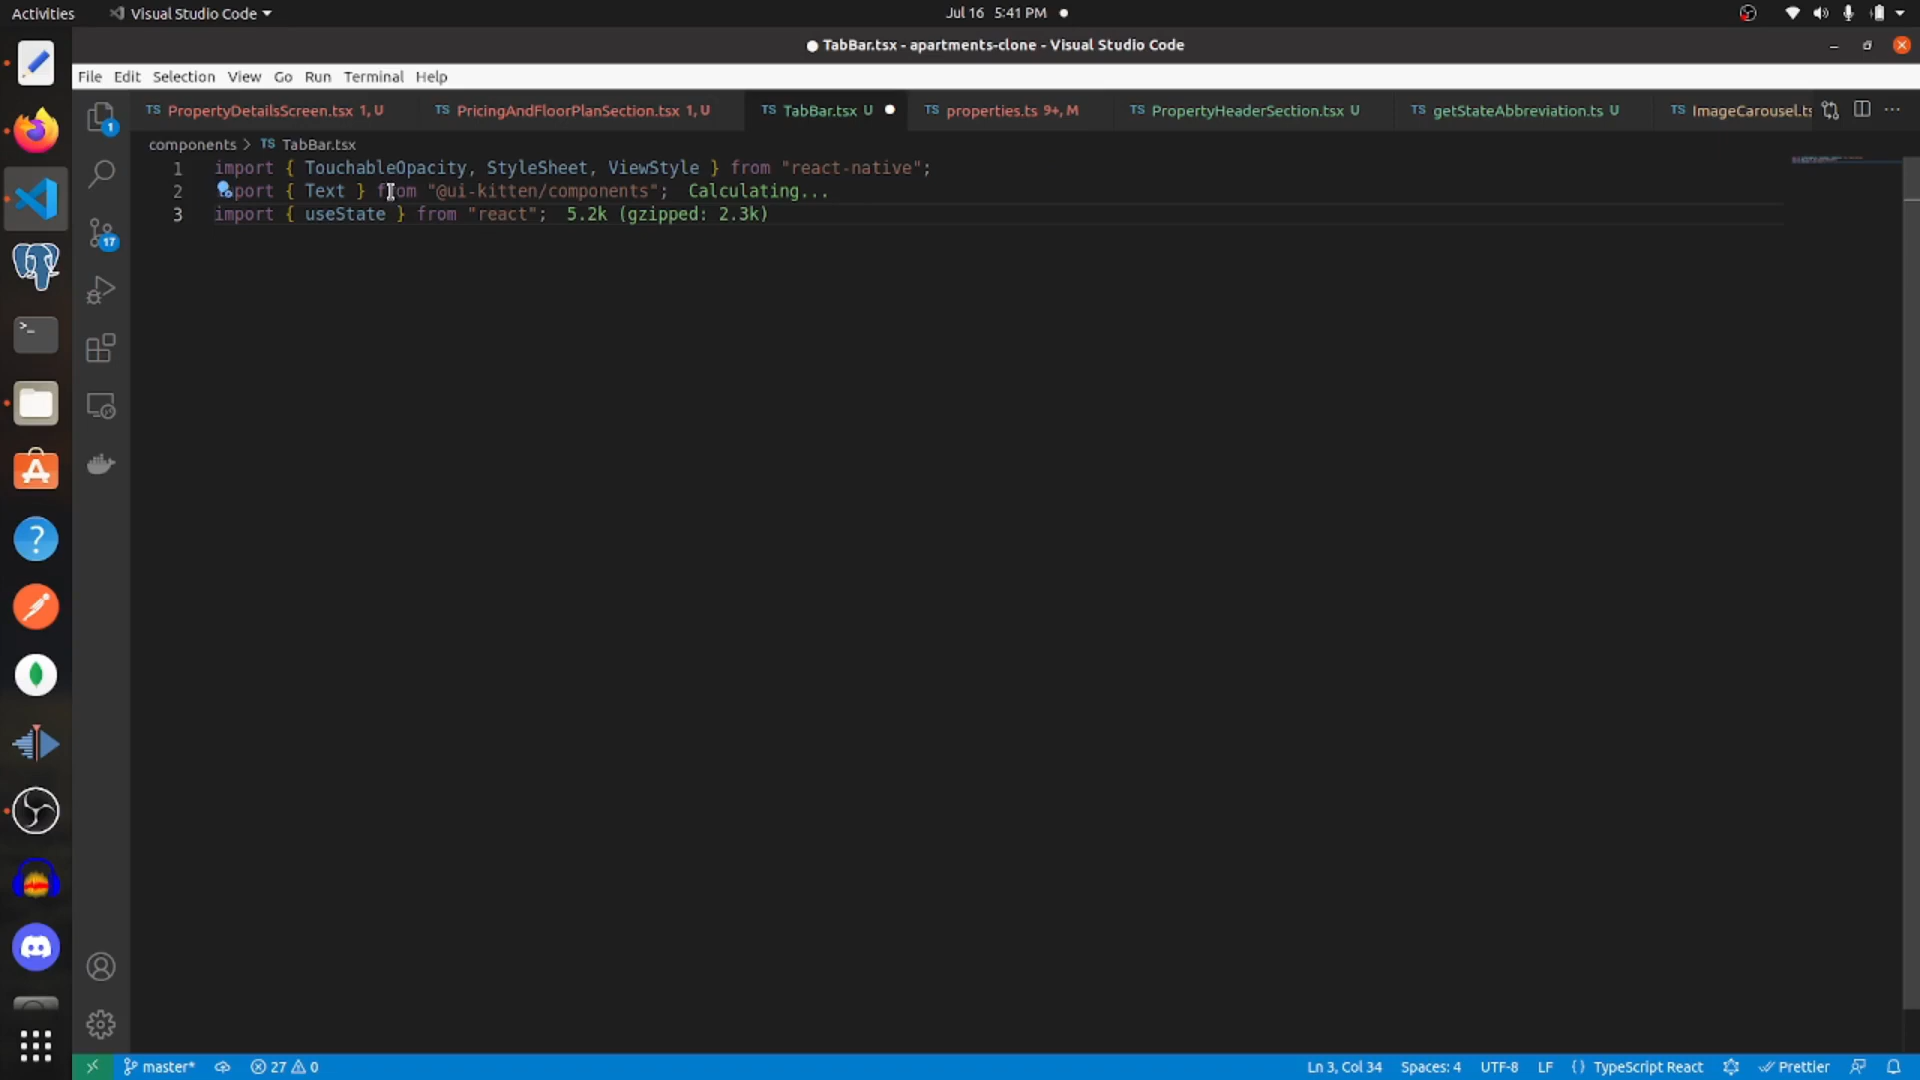 Activities Visual Studio Code Jul 16 5:41 PM
TabBar.tsx - apartments-clone - Visual Studio Code
File Edit Selection View Go Run Terminal Help
1
TS PropertyDetailsScreen.tsx 1, U TS PricingAndFloorPlanSection.tsx 1, U TS TabBar.tsx U TS properties.ts 9+, M TS PropertyHeaderSection.tsx U TS getStateAbbreviation.ts U TS ImageCarousel.ts
components > TS TabBar.tsx
1 import { TouchableOpacity, StyleSheet, ViewStyle } from "react-native";
2 port { Text } from "@ui-kitten/components"; Calculating...
3 import { useState } from "react"; 5.2k (gzipped: 2.3k)
17
master* 27 0 Ln 3, Col 34 Spaces: 4 UTF-8 LF {} TypeScript React Prettier